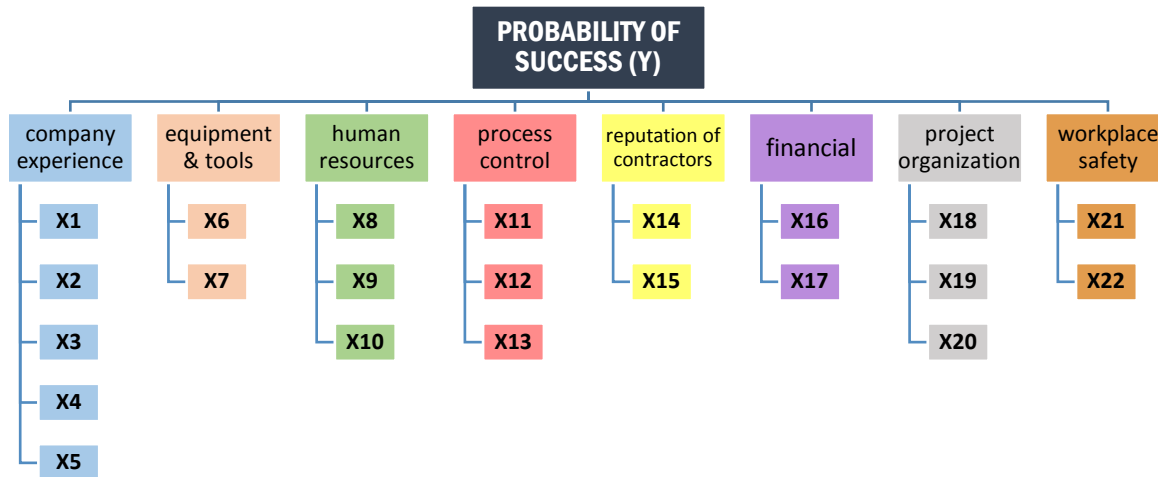 PROBABILITY OF
SUCCESS (Y)
company
experience
equipment
& tools
human
resources
process
control
reputation of
contractors
financial
project
organization
workplace
safety
X1
X2
X3
X4
X5
X6
X7
X8
X9
X10
X11
X12
X13
X14
X15
X16
X17
X18
X19
X20
X21
X22